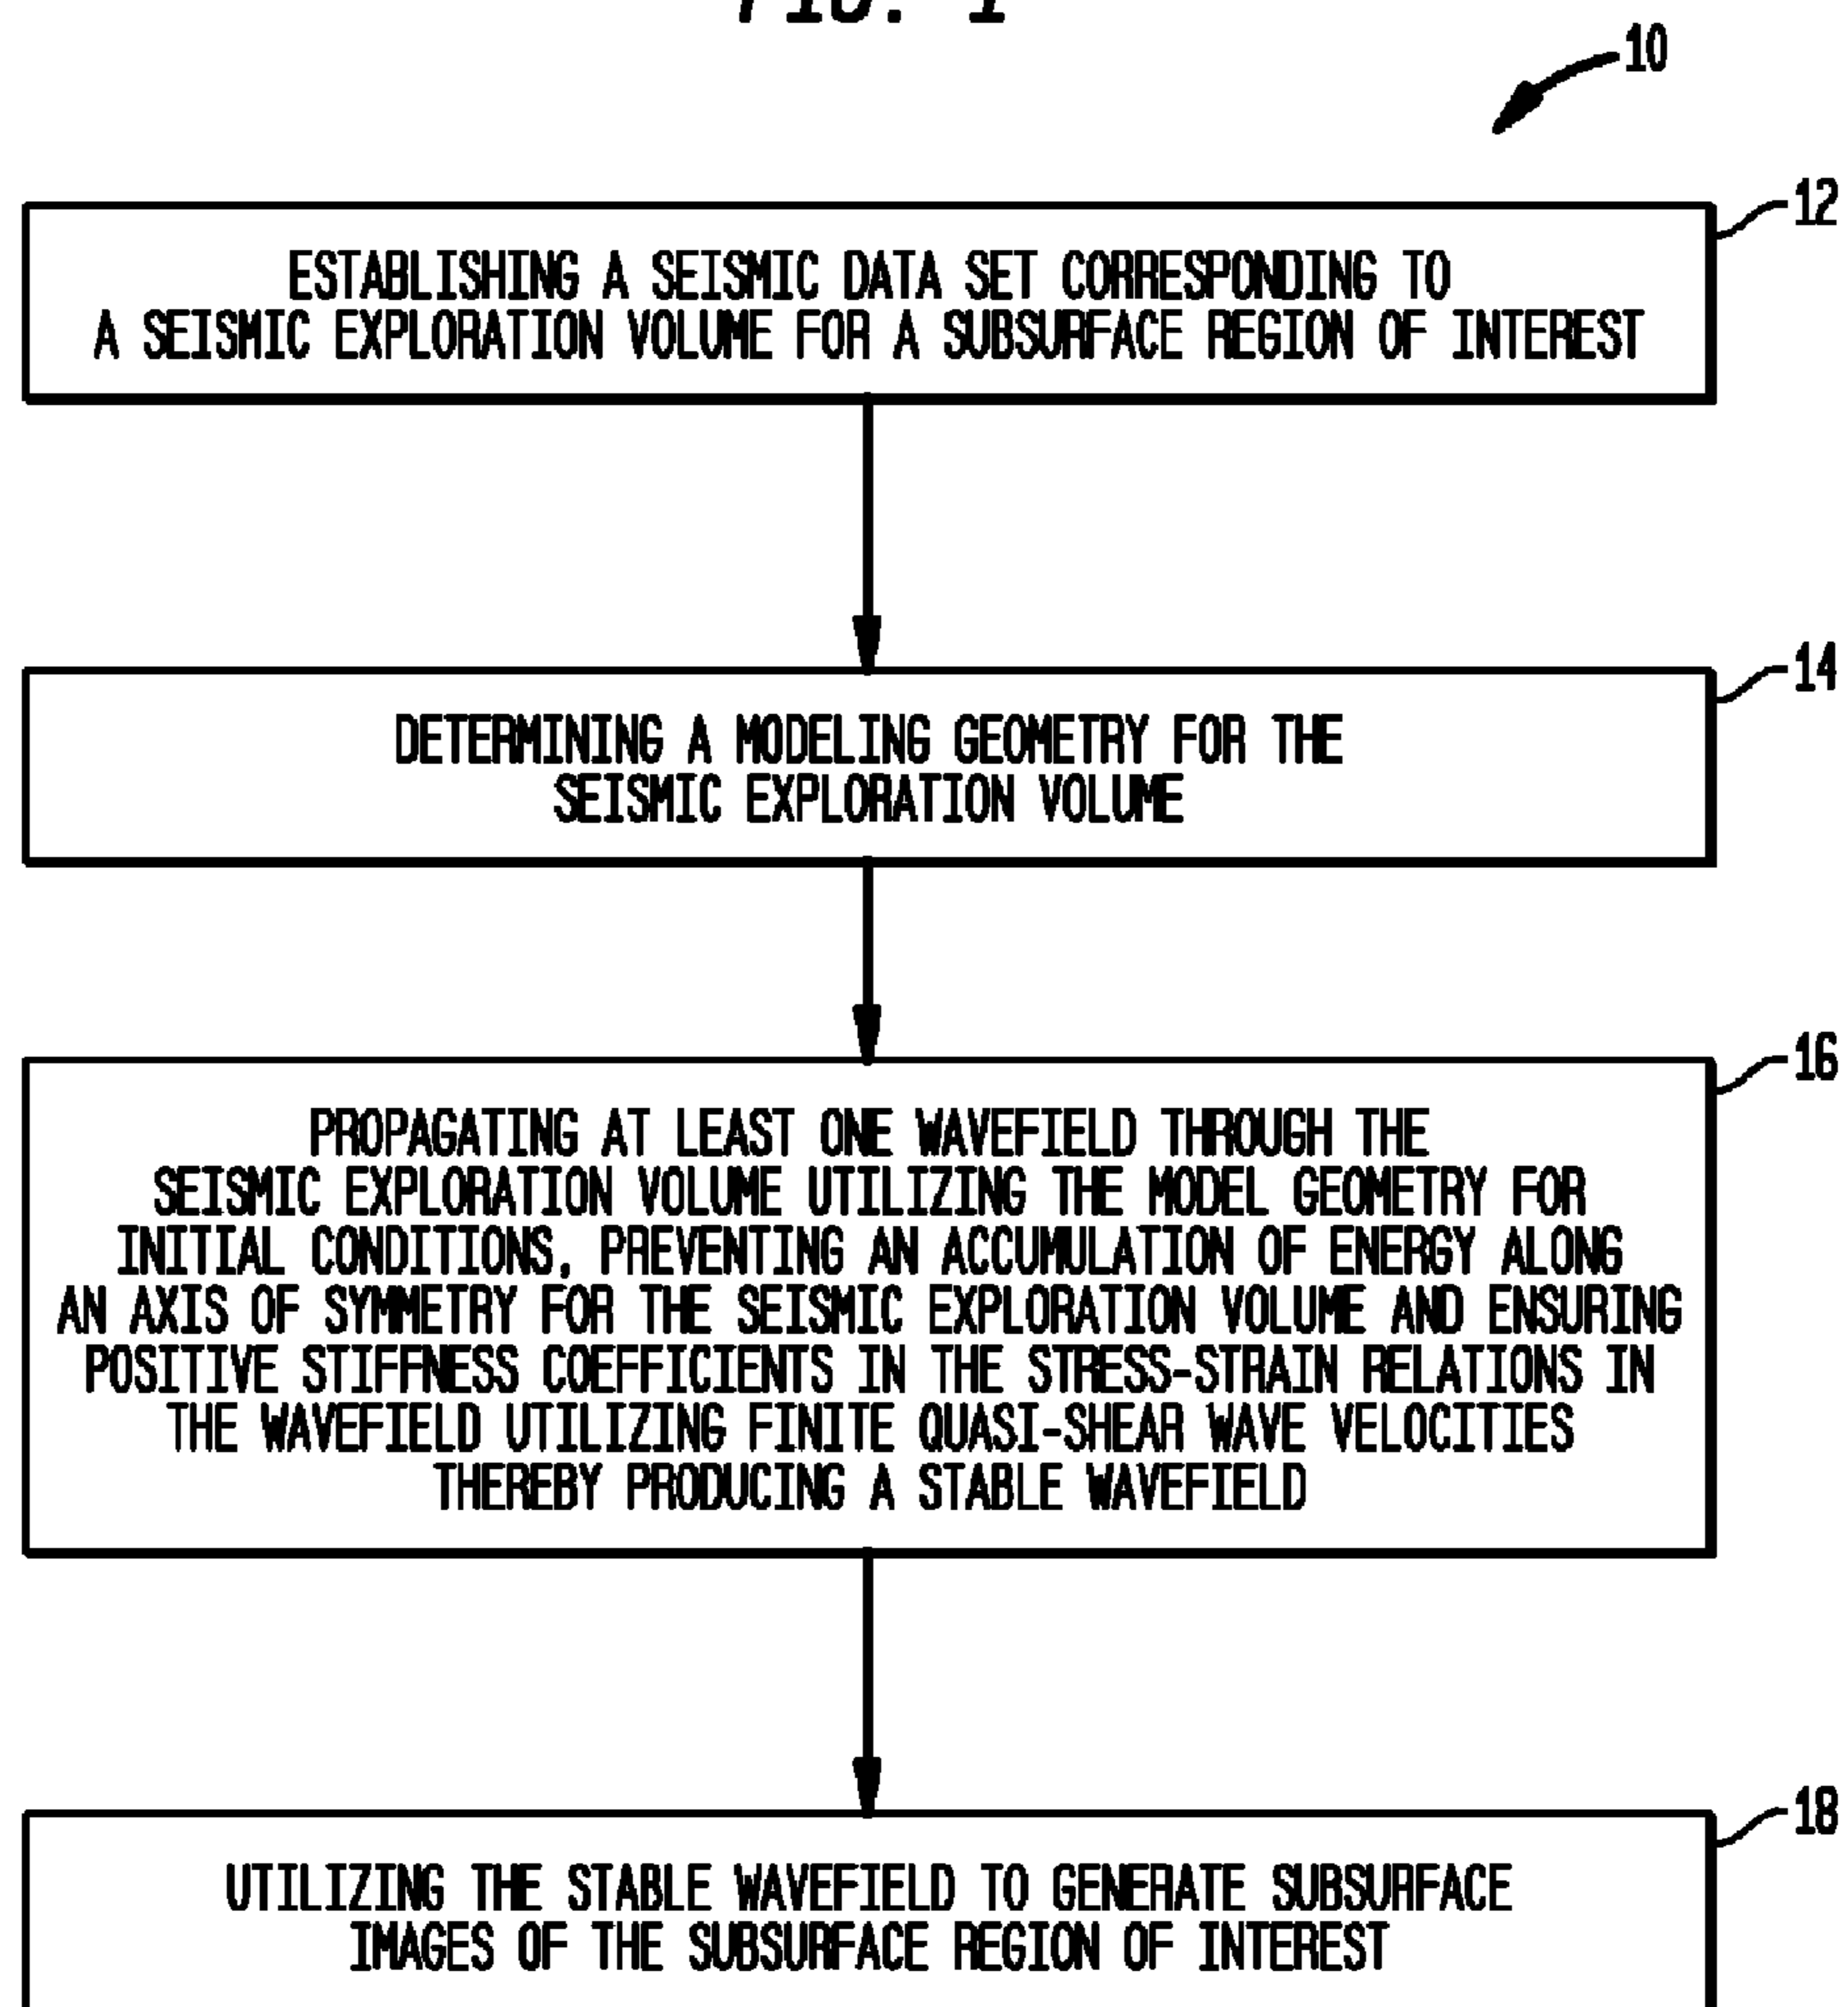 FIG. 1
10
12
ESTABLISHING A SEISMIC DATA SET CORRESPONDING TO
A SEISMIC EXPLORATION VOLUME FOR A SUBSURFACE REGION OF INTEREST
14
DETERMINING A MODELING GEOMETRY FOR THE
SEISMIC EXPLORATION VOLUME
16
PROPAGATING AT LEAST ONE WAVEFIELD THROUGH THE
SEISMIC EXPLORATION VOLUME UTILIZING THE MODEL GEOMETRY FOR
INITIAL CONDITIONS, PREVENTING AN ACCUMULATION OF ENERGY ALONG
AN AXIS OF SYMMETRY FOR THE SEISMIC EXPLORATION VOLUME AND ENSURING
POSITIVE STIFFNESS COEFFICIENTS IN THE STRESS-STRAIN RELATIONS IN
THE WAVEFIELD UTILIZING FINITE QUASI-SHEAR WAVE VELOCITIES
THEREBY PRODUCING A STABLE WAVEFIELD
18
UTILIZING THE STABLE WAVEFIELD TO GENERATE SUBSURFACE
IMAGES OF THE SUBSURFACE REGION OF INTEREST